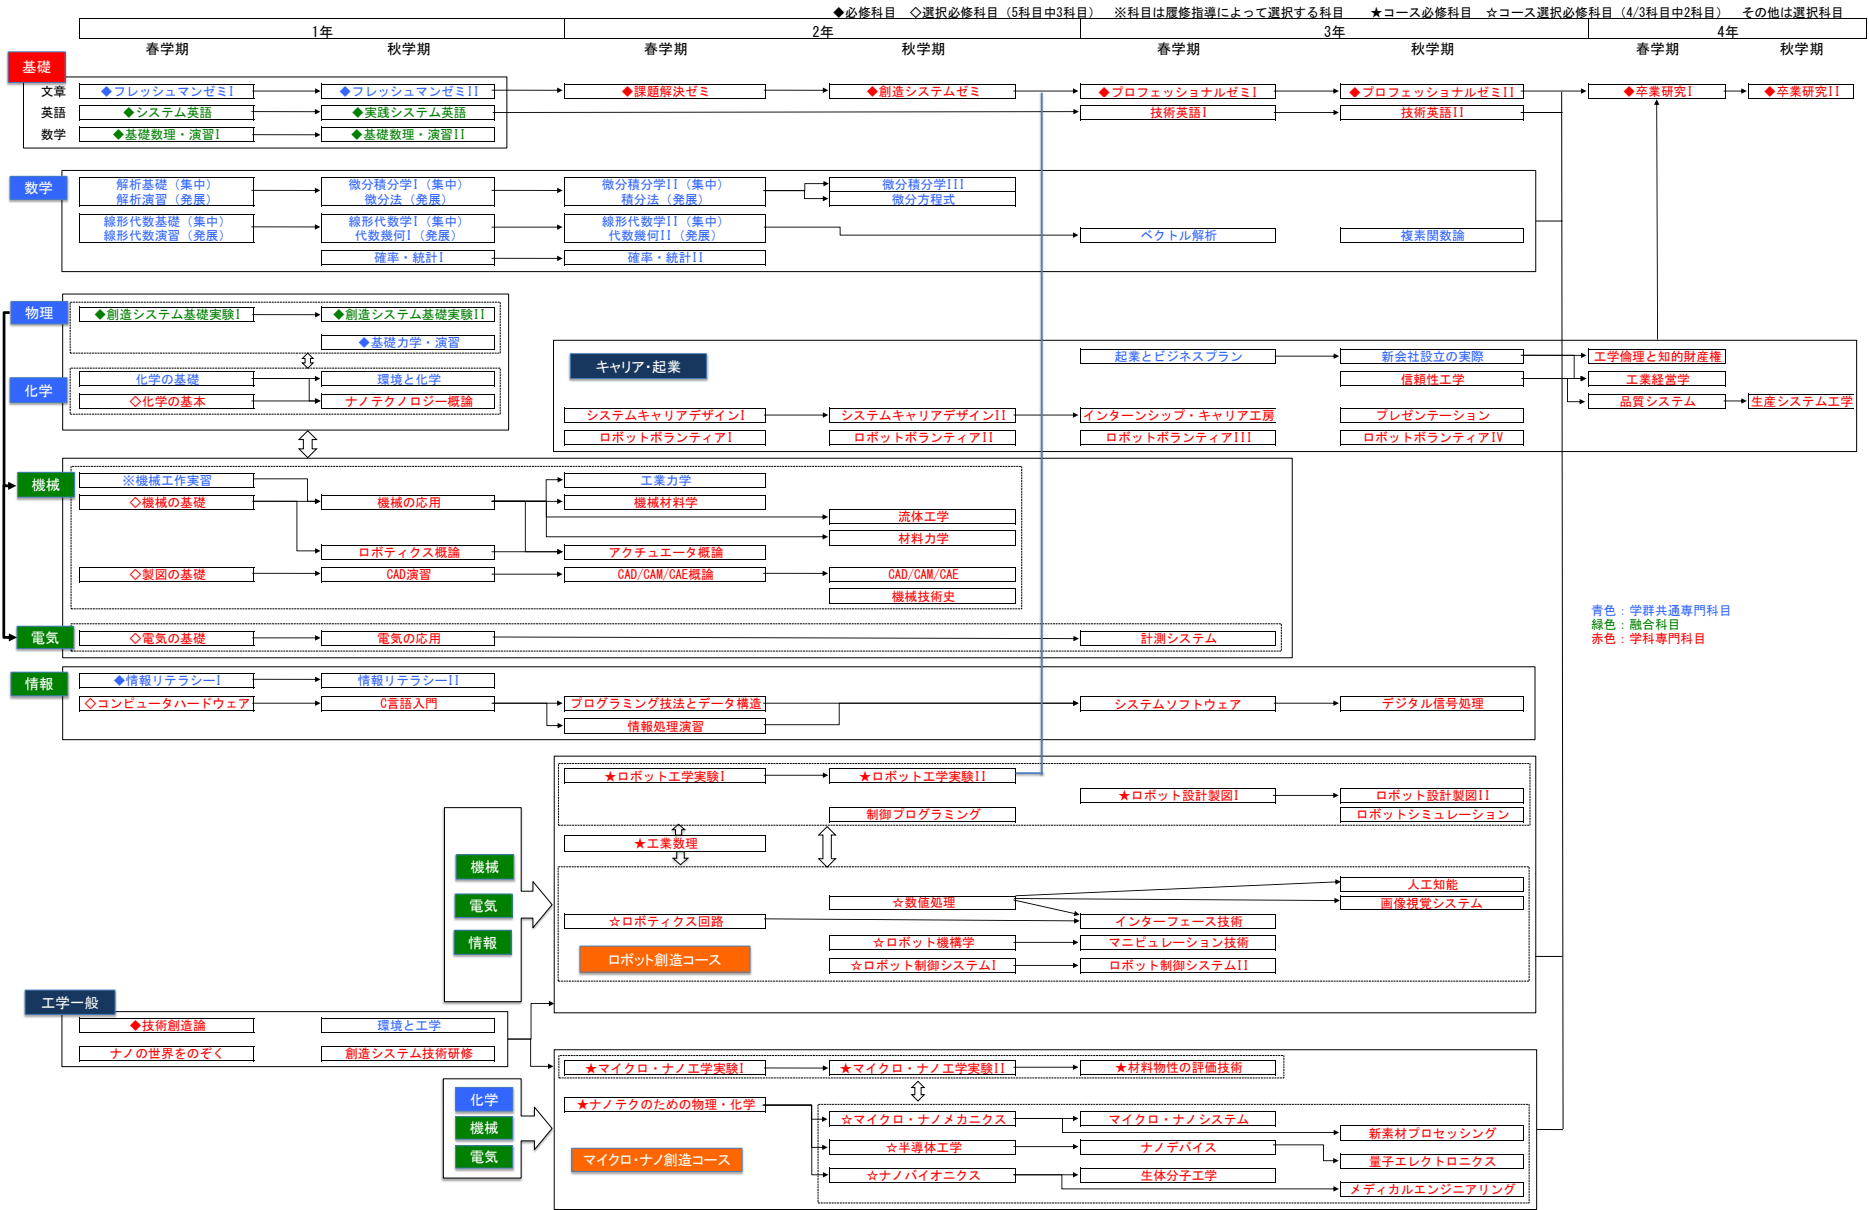 ◆必修科目　◇選択必修科目（5科目中3科目）　※科目は履修指導によって選択する科目　★コース必修科目　☆コース選択必修科目（4/3科目中2科目）　その他は選択科目
1年　2年　3年　4年
春学期　秋学期　春学期　秋学期　春学期　秋学期　春学期　秋学期
基礎
文章　◆フレッシュマンゼミI　◆フレッシュマンゼミII　◆課題解決ゼミ　◆創造システムゼミ　◆プロフェッショナルゼミI　◆プロフェッショナルゼミII　◆卒業研究I　◆卒業研究II
英語　◆システム英語　◆実践システム英語　技術英語I　技術英語II
数学　◆基礎数理・演習I　◆基礎数理・演習II
数学
解析基礎（集中）　微分積分学I（集中）　微分積分学II（集中）　微分積分学III
解析演習（発展）　微分法（発展）　積分法（発展）　微分方程式
線形代数基礎（集中）　線形代数学I（集中）　線形代数学II（集中）
線形代数演習（発展）　代数幾何I（発展）　代数幾何II（発展）　ベクトル解析　複素関数論
確率・統計I　確率・統計II
物理
◆創造システム基礎実験I　◆創造システム基礎実験II
◆基礎力学・演習
化学
化学の基礎　環境と化学
◇化学の基本　ナノテクノロジー概論
キャリア・起業
起業とビジネスプラン　新会社設立の実際　工学倫理と知的財産権
信頼性工学　工業経営学
品質システム　生産システム工学
システムキャリアデザインI　システムキャリアデザインII　インターンシップ・キャリア工房　プレゼンテーション
ロボットボランティアI　ロボットボランティアII　ロボットボランティアIII　ロボットボランティアIV
機械
※機械工作実習　工業力学
◇機械の基礎　機械の応用　機械材料学
流体工学
材料力学
ロボティクス概論　アクチュエータ概論
◇製図の基礎　CAD演習　CAD/CAM/CAE概論　CAD/CAM/CAE
機械技術史
電気
◇電気の基礎　電気の応用　計測システム
青色：学群共通専門科目
緑色：融合科目
赤色：学科専門科目
情報
◆情報リテラシーI　情報リテラシーII
◇コンピュータハードウェア　C言語入門　プログラミング技法とデータ構造　システムソフトウェア　デジタル信号処理
情報処理演習
★ロボット工学実験I　★ロボット工学実験II
★ロボット設計製図I　ロボット設計製図II
制御プログラミング　ロボットシミュレーション
★工業数理
機械
電気
情報
人工知能
☆数値処理　画像視覚システム
☆ロボティクス回路　インターフェース技術
☆ロボット機構学　マニピュレーション技術
☆ロボット制御システムI　ロボット制御システムII
ロボット創造コース
工学一般
◆技術創造論　環境と工学
ナノの世界をのぞく　創造システム技術研修
★マイクロ・ナノ工学実験I　★マイクロ・ナノ工学実験II　★材料物性の評価技術
化学
機械
電気
★ナノテクのための物理・化学
☆マイクロ・ナノメカニクス　マイクロ・ナノシステム
新素材プロセッシング
☆半導体工学　ナノデバイス
量子エレクトロニクス
☆ナノバイオニクス　生体分子工学
メディカルエンジニアリング
マイクロ・ナノ創造コース